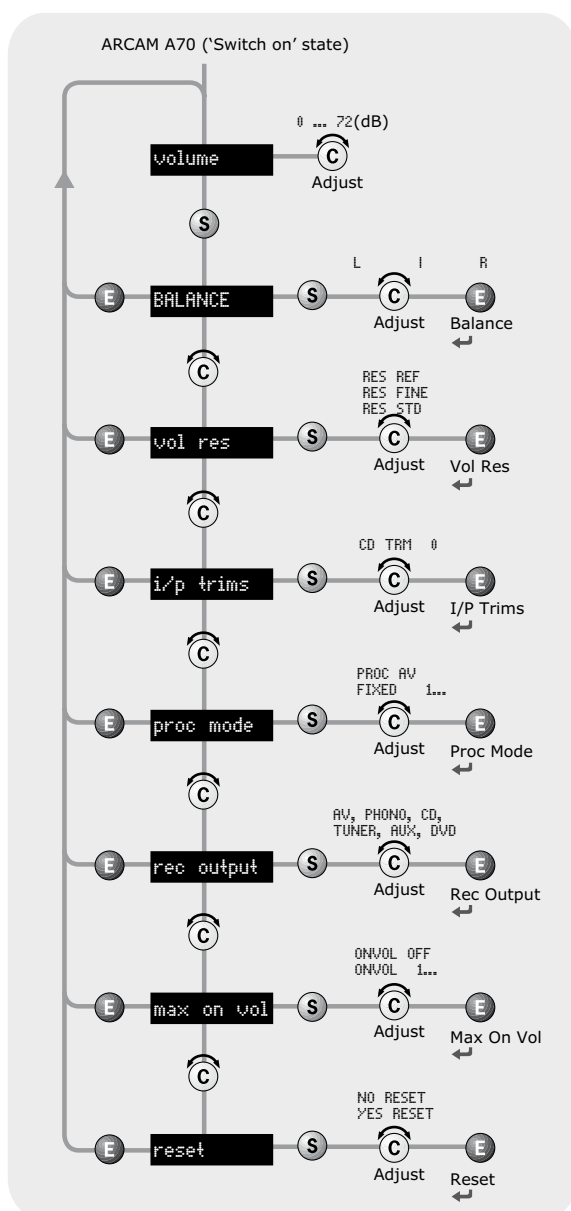 ARCAM A70 (‘Switch on’ state)
0 ... 72(dB)
volume
C
Adjust
S
L I R
E BALANCE S C E
Adjust Balance
C
RES REF
RES FINE
RES STD
E vol res S C E
Adjust Vol Res
C
CD TRM 0
E i/p trims S C E
Adjust I/P Trims
C
PROC AV
FIXED 1...
E proc mode S C E
Adjust Proc Mode
C
AV, PHONO, CD,
TUNER, AUX, DVD
E rec output S C E
Adjust Rec Output
C
ONVOL OFF
ONVOL 1...
E max on vol S C E
Adjust Max On Vol
C
NO RESET
YES RESET
E reset S C E
Adjust Reset